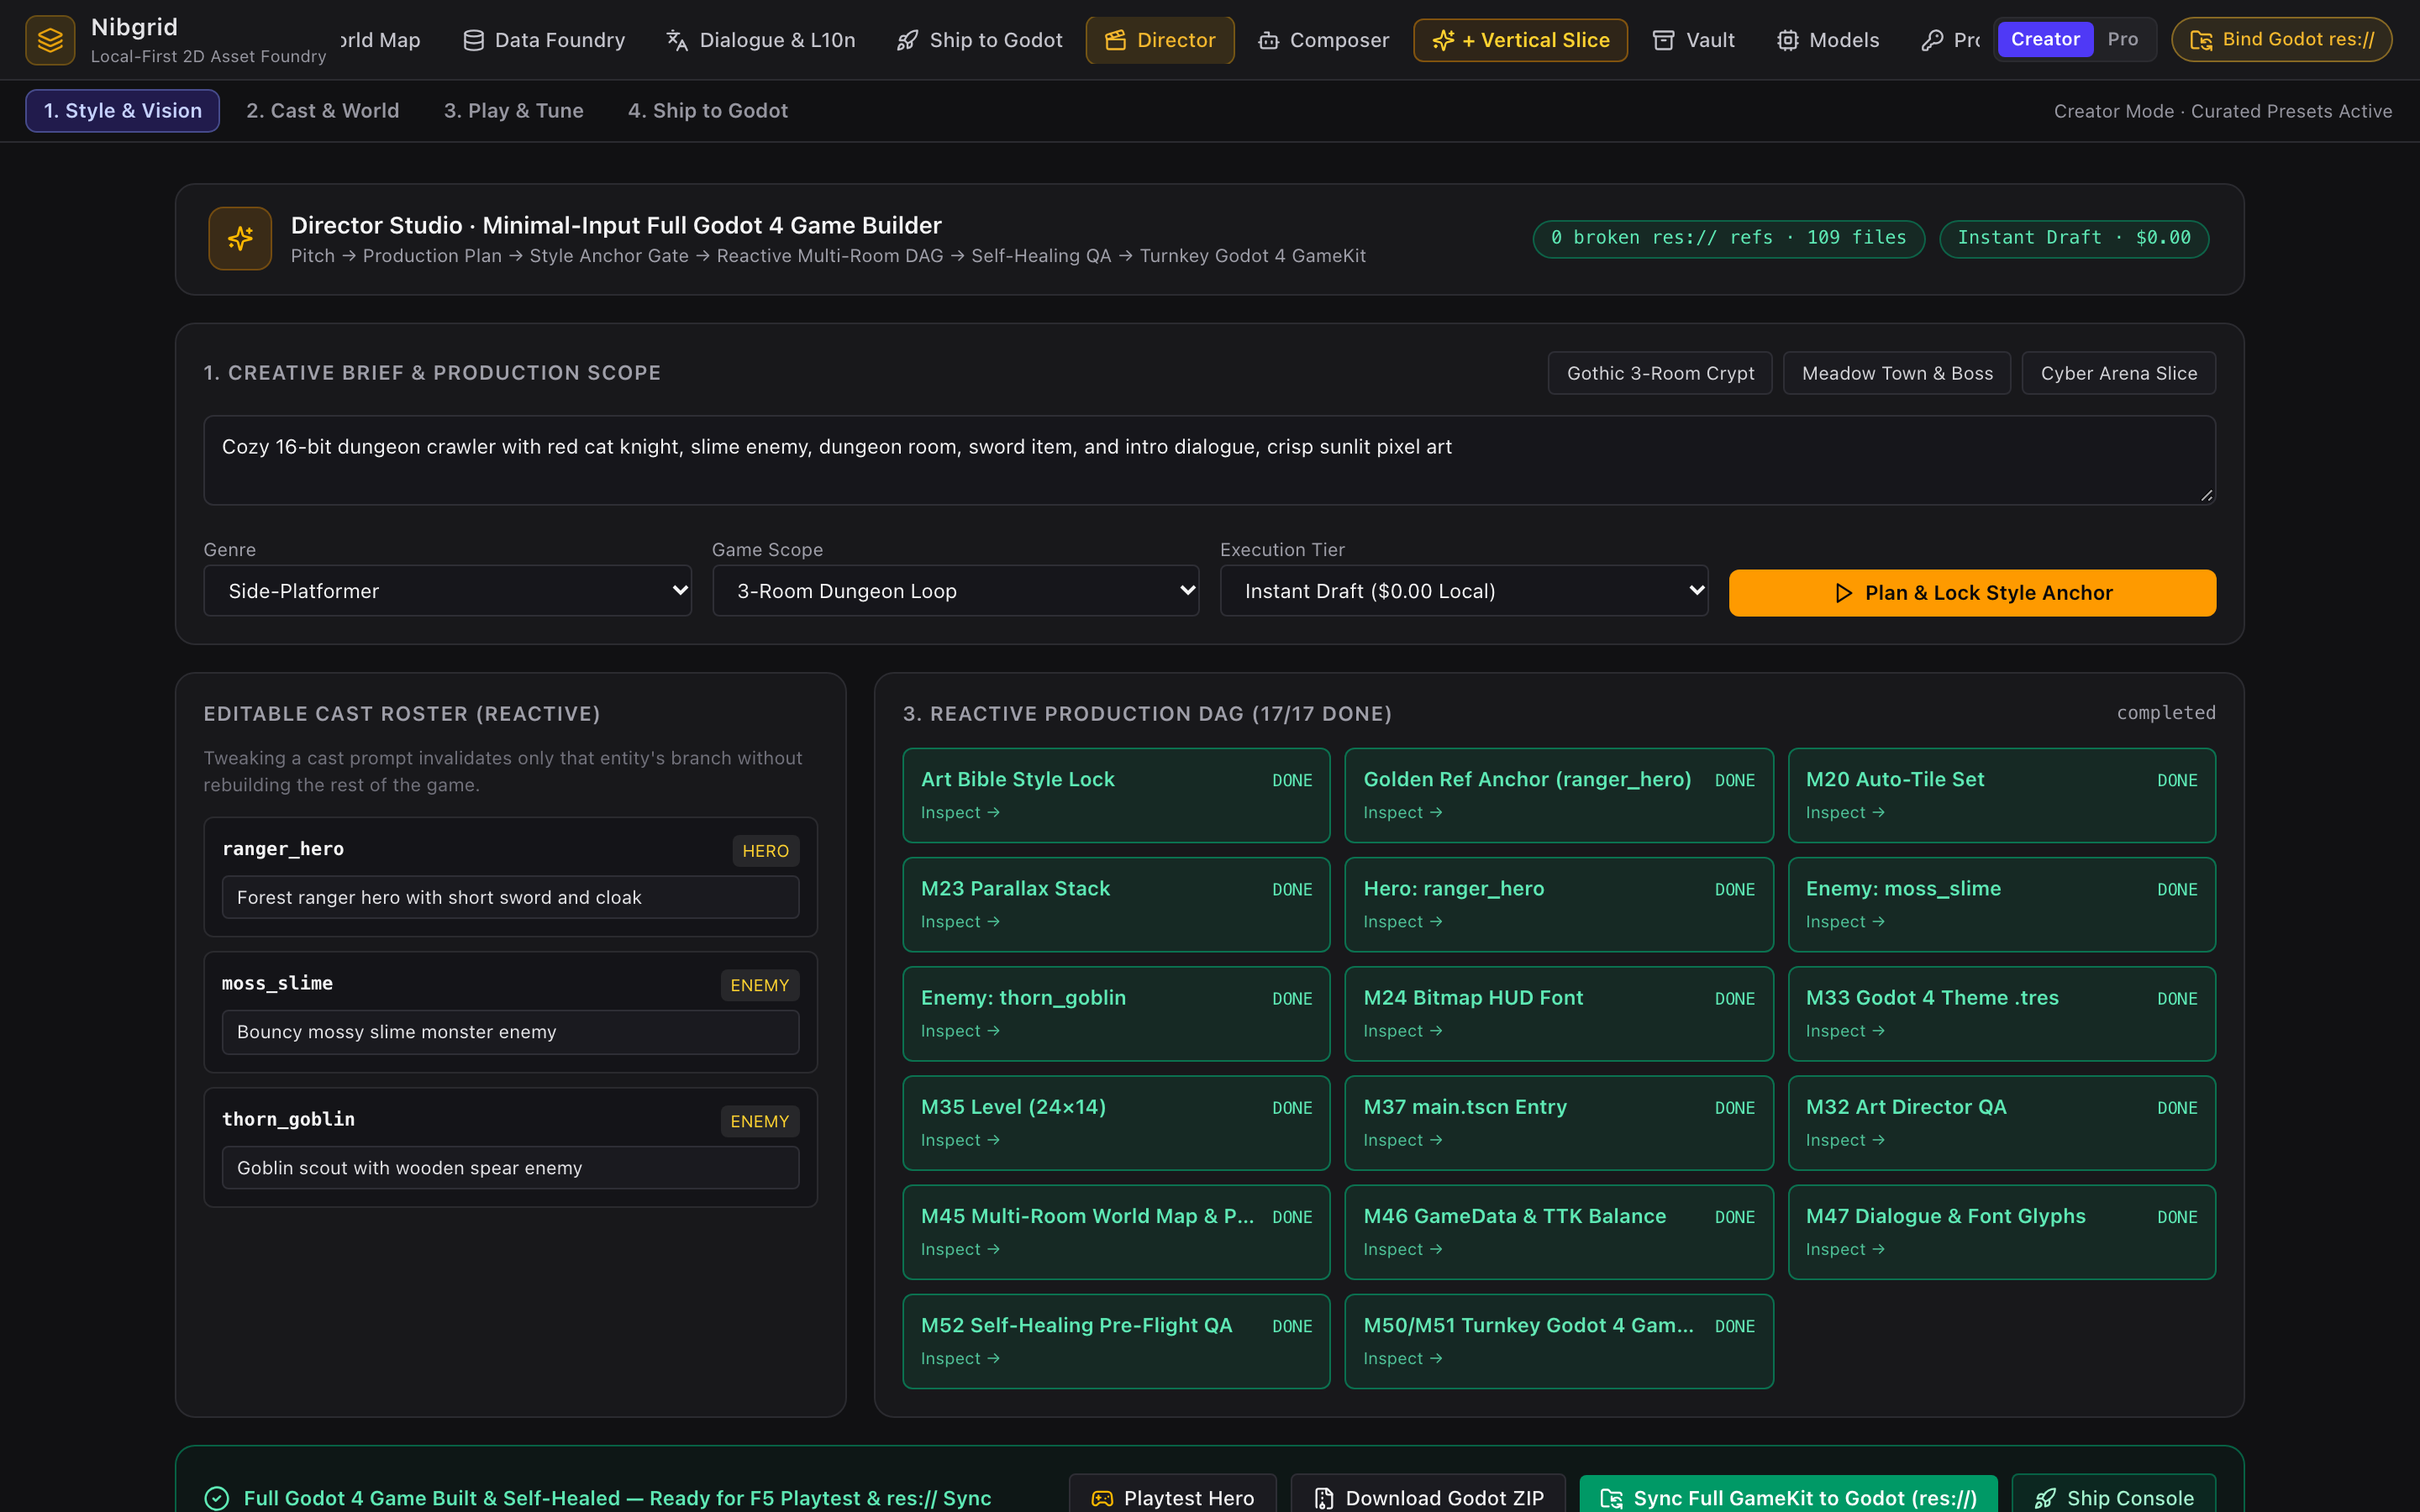 Nibgrid
Local-First 2D Asset Foundry
orld Map
Data Foundry
Dialogue & L10n
Ship to Godot
Director
Composer
+ Vertical Slice
Vault
Models
Pro
Creator
Pro
Bind Godot res://
1. Style & Vision
2. Cast & World
3. Play & Tune
4. Ship to Godot
Creator Mode · Curated Presets Active
Director Studio · Minimal-Input Full Godot 4 Game Builder
Pitch → Production Plan → Style Anchor Gate → Reactive Multi-Room DAG → Self-Healing QA → Turnkey Godot 4 GameKit
0 broken res:// refs · 109 files
Instant Draft · $0.00
1. CREATIVE BRIEF & PRODUCTION SCOPE
Gothic 3-Room Crypt
Meadow Town & Boss
Cyber Arena Slice
Cozy 16-bit dungeon crawler with red cat knight, slime enemy, dungeon room, sword item, and intro dialogue, crisp sunlit pixel art
Genre
Game Scope
Execution Tier
Side-Platformer
3-Room Dungeon Loop
Instant Draft ($0.00 Local)
Plan & Lock Style Anchor
EDITABLE CAST ROSTER (REACTIVE)
Tweaking a cast prompt invalidates only that entity's branch without
rebuilding the rest of the game.
ranger_hero
HERO
Forest ranger hero with short sword and cloak
moss_slime
ENEMY
Bouncy mossy slime monster enemy
thorn_goblin
ENEMY
Goblin scout with wooden spear enemy
3. REACTIVE PRODUCTION DAG (17/17 DONE)
completed
Art Bible Style Lock
DONE
Inspect →
Golden Ref Anchor (ranger_hero)
DONE
Inspect →
M20 Auto-Tile Set
DONE
Inspect →
M23 Parallax Stack
DONE
Inspect →
Hero: ranger_hero
DONE
Inspect →
Enemy: moss_slime
DONE
Inspect →
Enemy: thorn_goblin
DONE
Inspect →
M24 Bitmap HUD Font
DONE
Inspect →
M33 Godot 4 Theme .tres
DONE
Inspect →
M35 Level (24×14)
DONE
Inspect →
M37 main.tscn Entry
DONE
Inspect →
M32 Art Director QA
DONE
Inspect →
M45 Multi-Room World Map & P...
DONE
Inspect →
M46 GameData & TTK Balance
DONE
Inspect →
M47 Dialogue & Font Glyphs
DONE
Inspect →
M52 Self-Healing Pre-Flight QA
DONE
Inspect →
M50/M51 Turnkey Godot 4 Gam...
DONE
Inspect →
Full Godot 4 Game Built & Self-Healed — Ready for F5 Playtest & res:// Sync
Playtest Hero
Download Godot ZIP
Sync Full GameKit to Godot (res://)
Ship Console